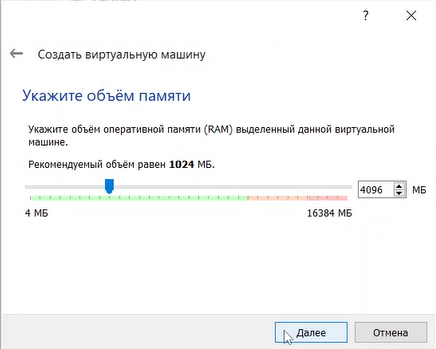 ?
Создать виртуальную машину
Укажите объём памяти
Укажите объём оперативной памяти (RAM) выделенный данной виртуальной
машине.
Рекомендуемый объём равен 1024 МБ.
4096 МБ
4 МБ 16384 МБ
Далее Отмена